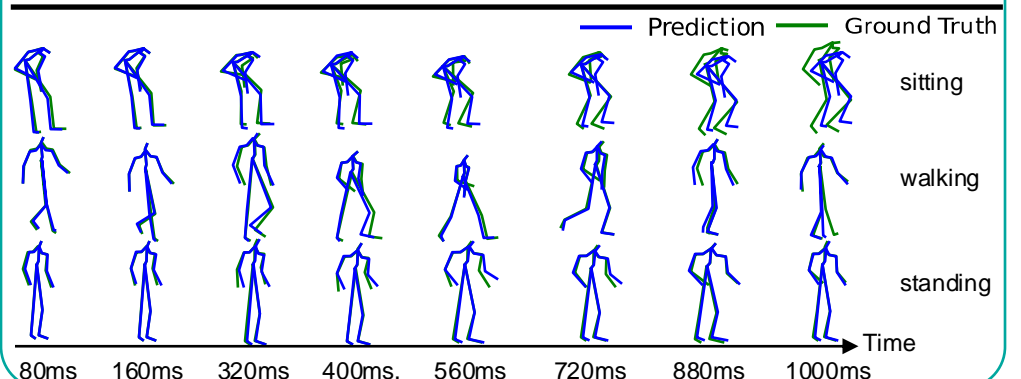 Prediction
Ground Truth
sitting
walking
standing
Time
80ms 160ms 320ms 400ms. 560ms 720ms 880ms 1000ms